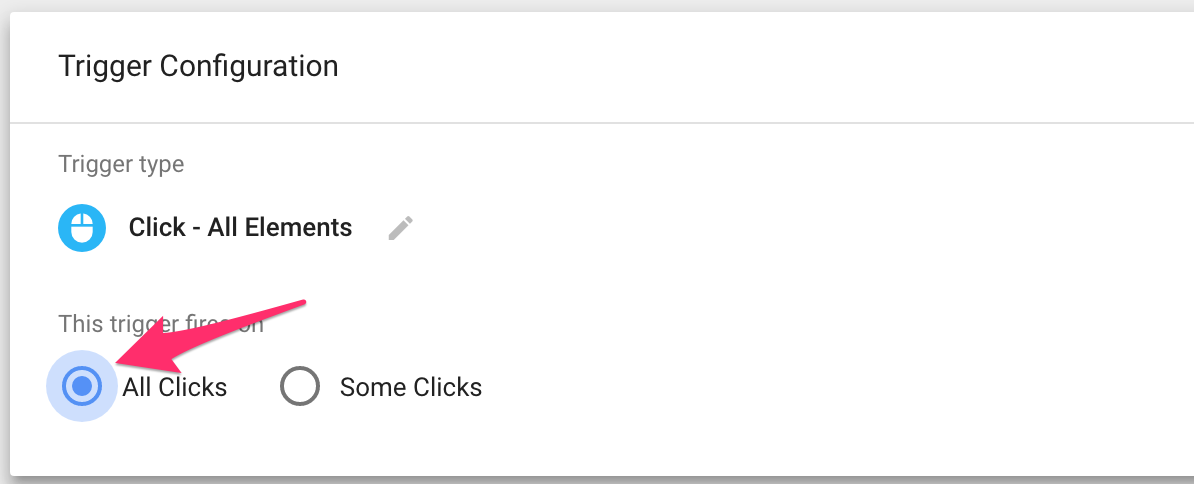 Trigger Configuration
Trigger type
Click - All Elements
This trigger fires on
All Clicks
Some Clicks